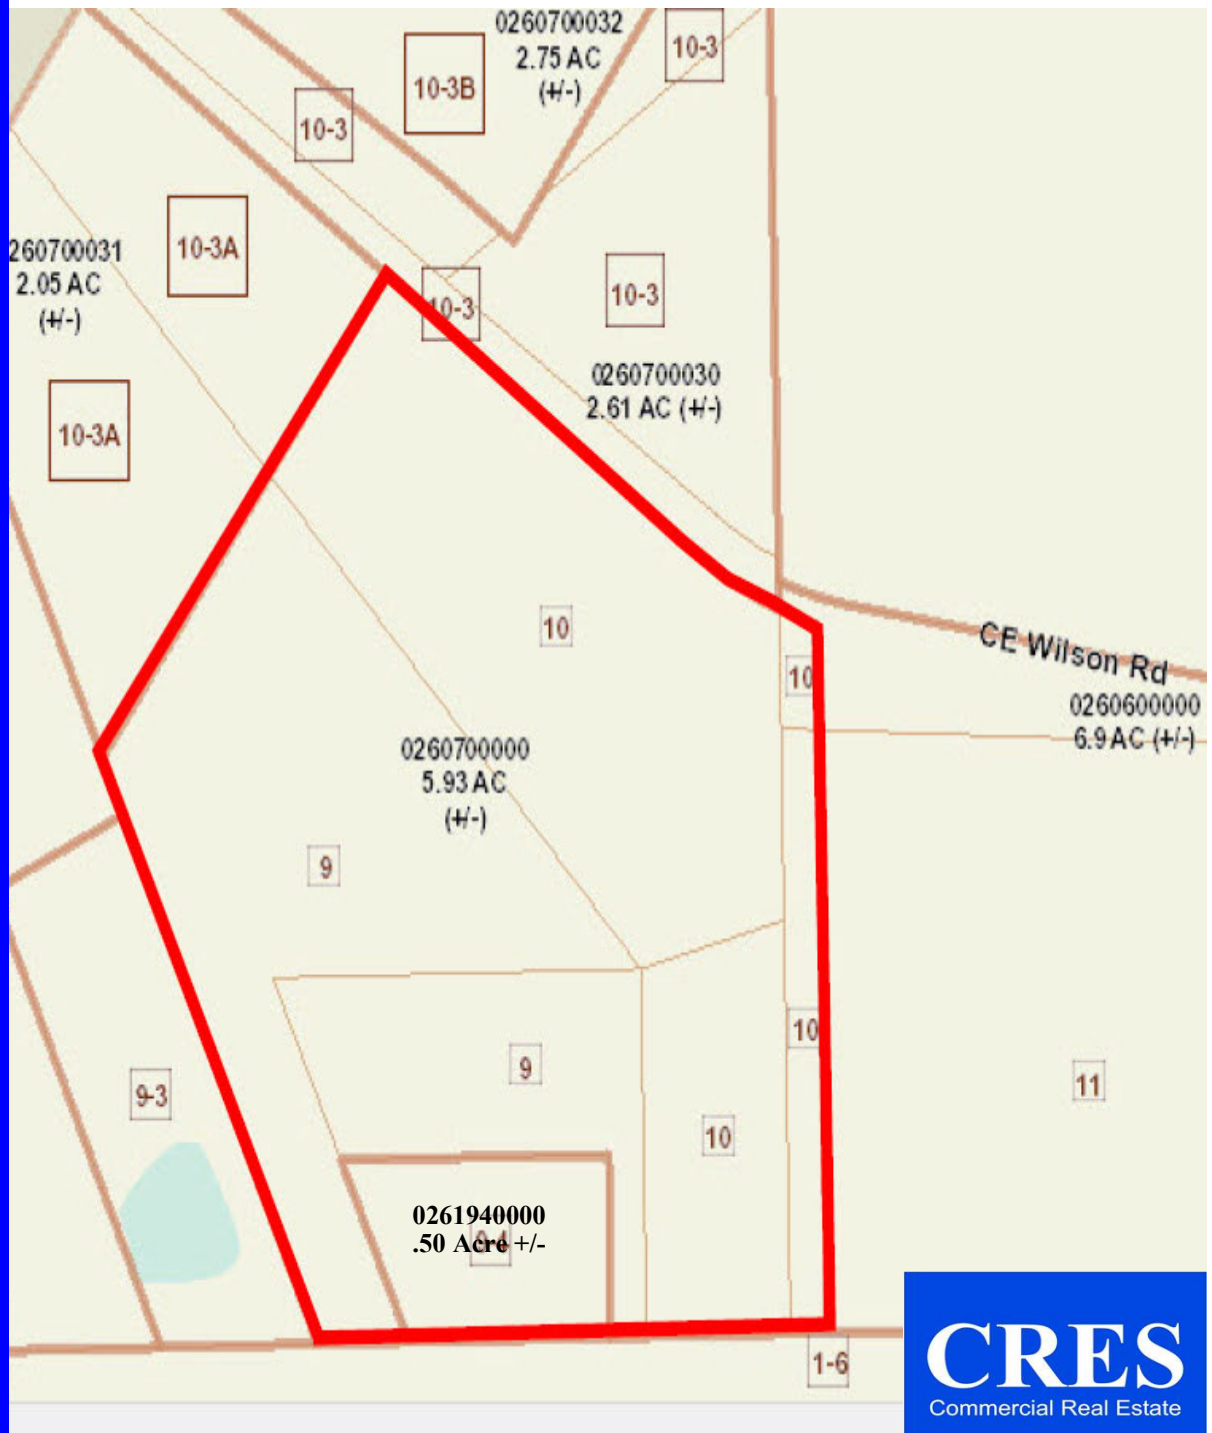 0260700032
2.75 AC
(+/-)
10-3
10-3B
10-3
10-3A
260700031
2.05 AC
(+/-)
10-3
10-3
0260700030
2.61 AC (+/-)
10-3A
10
CE Wilson Rd
10
0260600000
6.9 AC (+/-)
0260700000
5.93 AC
(+/-)
9
10
9
11
9-3
10
0261940000
.50 Acre +/-
1-6
CRES
Commercial Real Estate